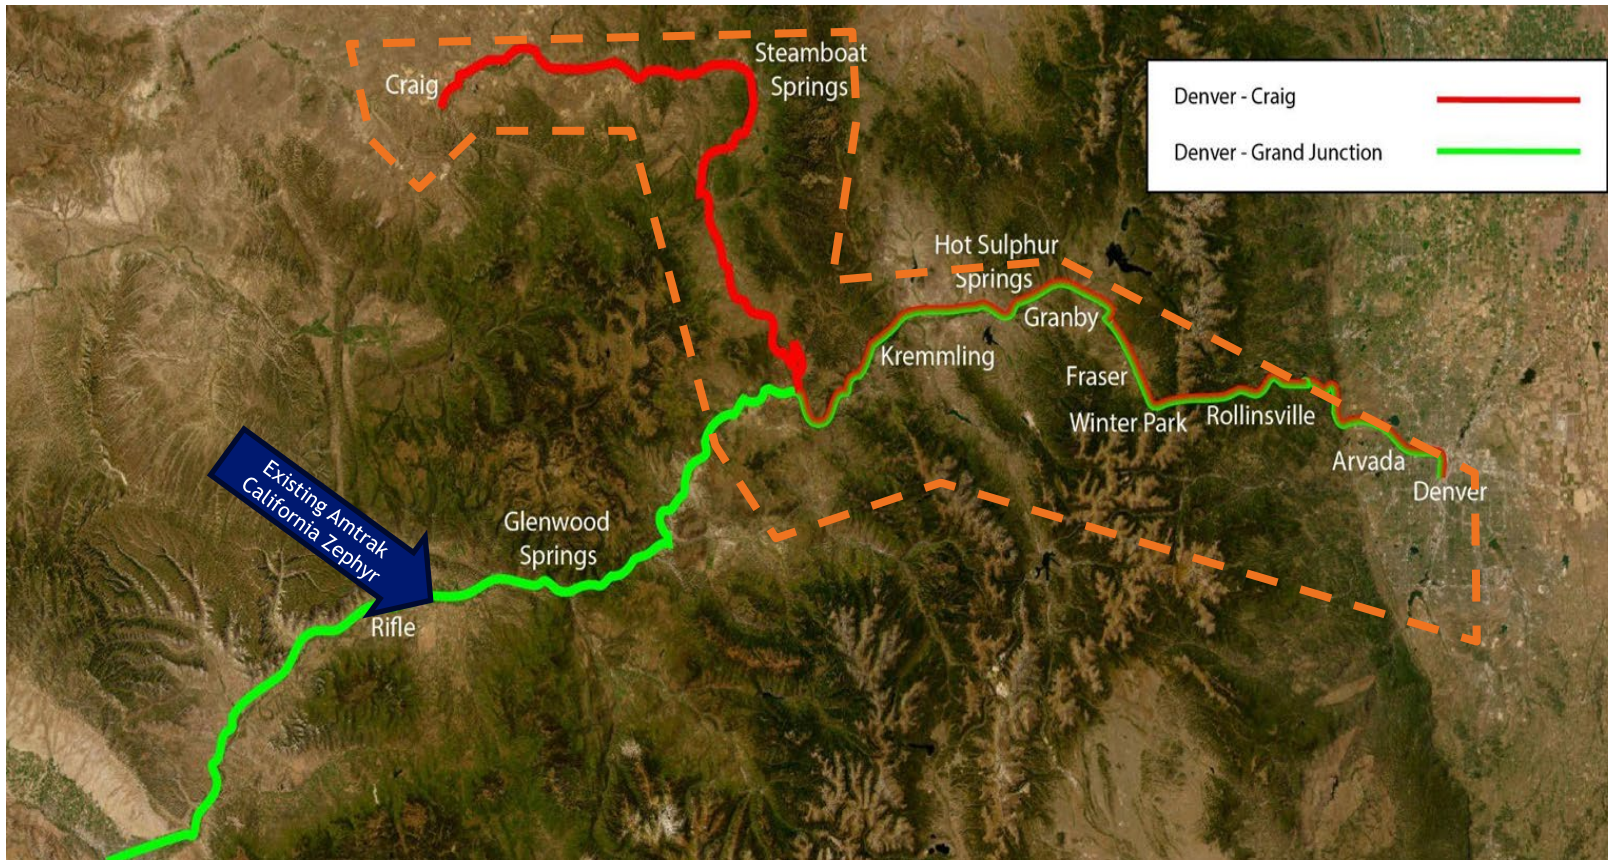 Steamboat
Springs
Craig
Denver - Craig
Denver - Grand Junction
Hot Sulphur
Springs
Granby
Kremmling
Fraser
Winter Park
Rollinsville
Arvada
Denver
Existing Amtrak
California Zephyr
Glenwood
Springs
Rifle